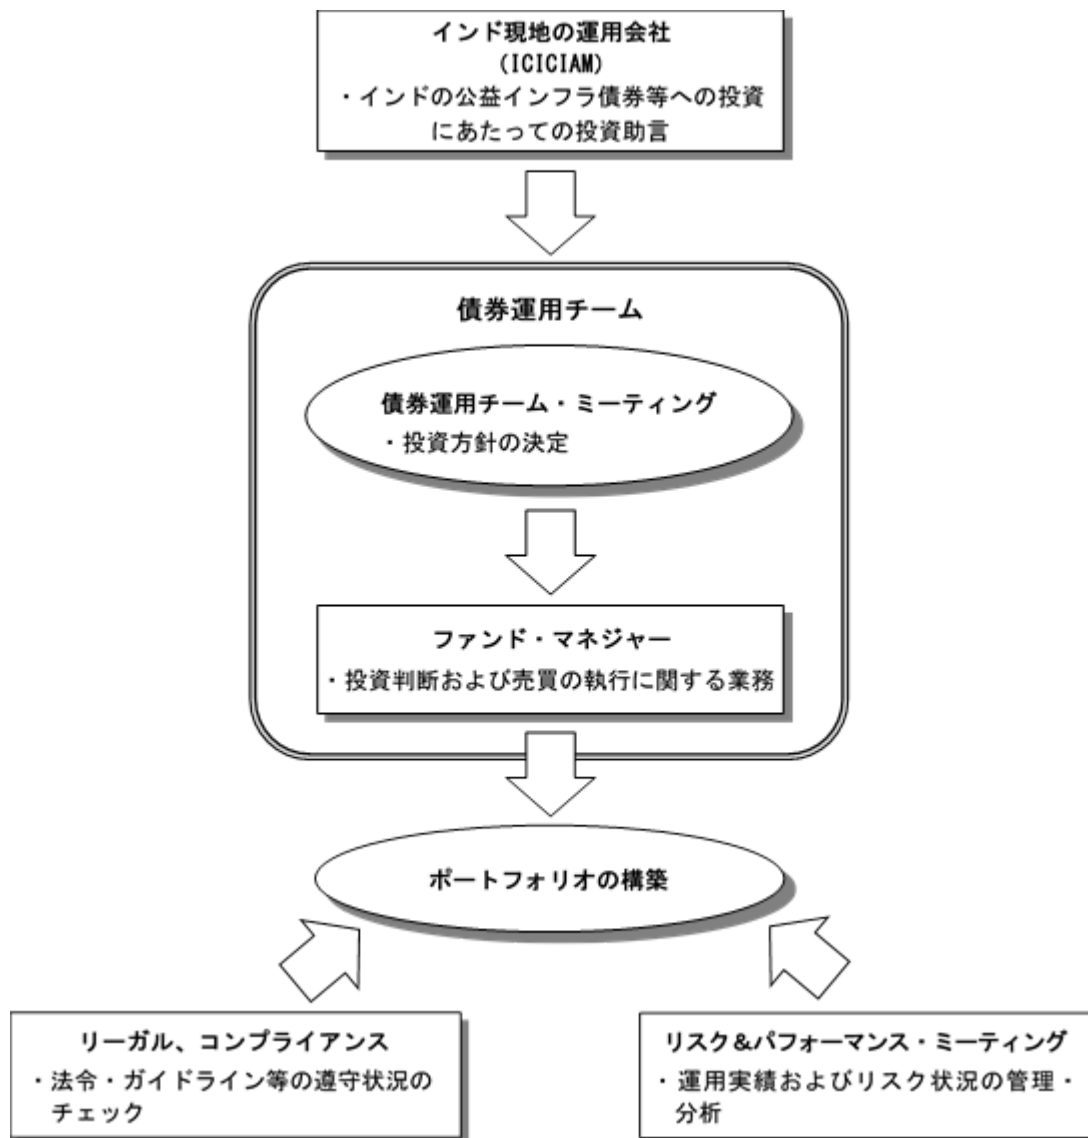 インド現地の運用会社
(ICICIAM)
・インドの公益インフラ債券等への投資
にあたっての投資助言
債券運用チーム
債券運用チーム・ミーティング
・投資方針の決定
ファンド・マネジャー
・投資判断および売買の執行に関する業務
ポートフォリオの構築
リーガル、コンプライアンス
・法令・ガイドライン等の遵守状況の
チェック
リスク&パフォーマンス・ミーティング
・運用実績およびリスク状況の管理・
分析